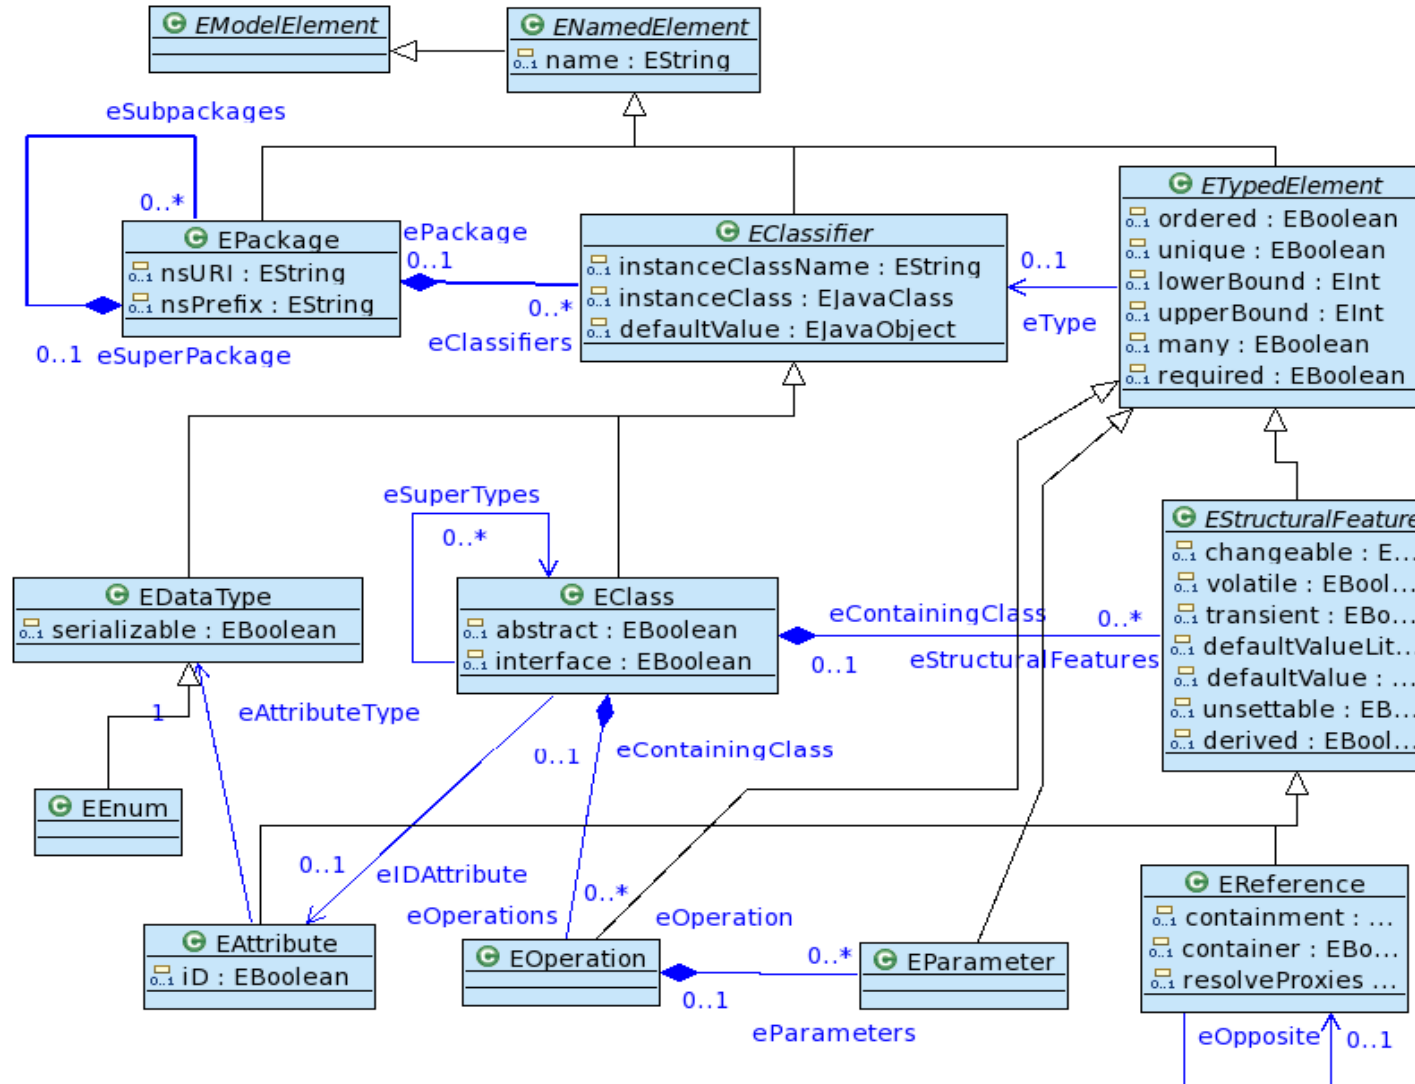 EModelElement
ENamedElement
0..1 name : EString
eSubpackages
0..*
EPackage
0..1 nsURI : EString
0..1 nsPrefix : EString
0..1 eSuperPackage
ePackage
0..1
0..*
eClassifiers
EClassifier
0..1 instanceClassName : EString
0..1 instanceClass : EJavaClass
0..1 defaultValue : EJavaObject
0..1
eType
ETypedElement
0..1 ordered : EBoolean
0..1 unique : EBoolean
0..1 lowerBound : EInt
0..1 upperBound : EInt
0..1 many : EBoolean
0..1 required : EBoolean
eSuperTypes
0..*
EDataType
0..1 serializable : EBoolean
EClass
0..1 abstract : EBoolean
0..1 interface : EBoolean
eContainingClass
0..*
0..1
eStructuralFeatures
EStructuralFeature
0..1 changeable : E...
0..1 volatile : EBool...
0..1 transient : EBo...
0..1 defaultValueLit...
0..1 defaultValue : ...
0..1 unsettable : EB...
0..1 derived : EBool...
1
eAttributeType
0..1
eContainingClass
EEnum
0..1
eIDAttribute
0..*
eOperations
EAttribute
0..1 iD : EBoolean
EOperation
eOperation
0..*
0..1
eParameters
EParameter
EReference
0..1 containment : ...
0..1 container : EBo...
0..1 resolveProxies ...
eOpposite
0..1